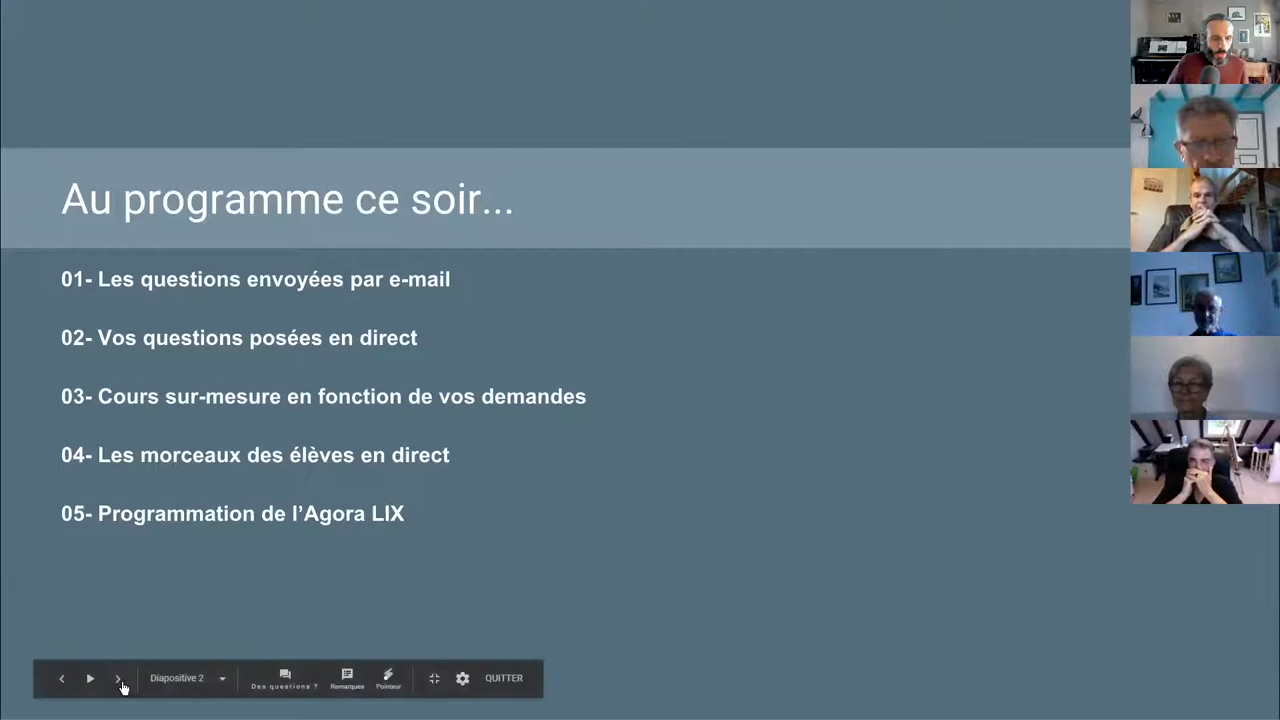 Au programme ce soir...
01- Les questions envoyées par e-mail
02- Vos questions posées en direct
03- Cours sur-mesure en fonction de vos demandes
04- Les morceaux des élèves en direct
05- Programmation de l'Agora LIX
Diapositive 2
Des questions ?
Remarques
Pointeur
QUITTER